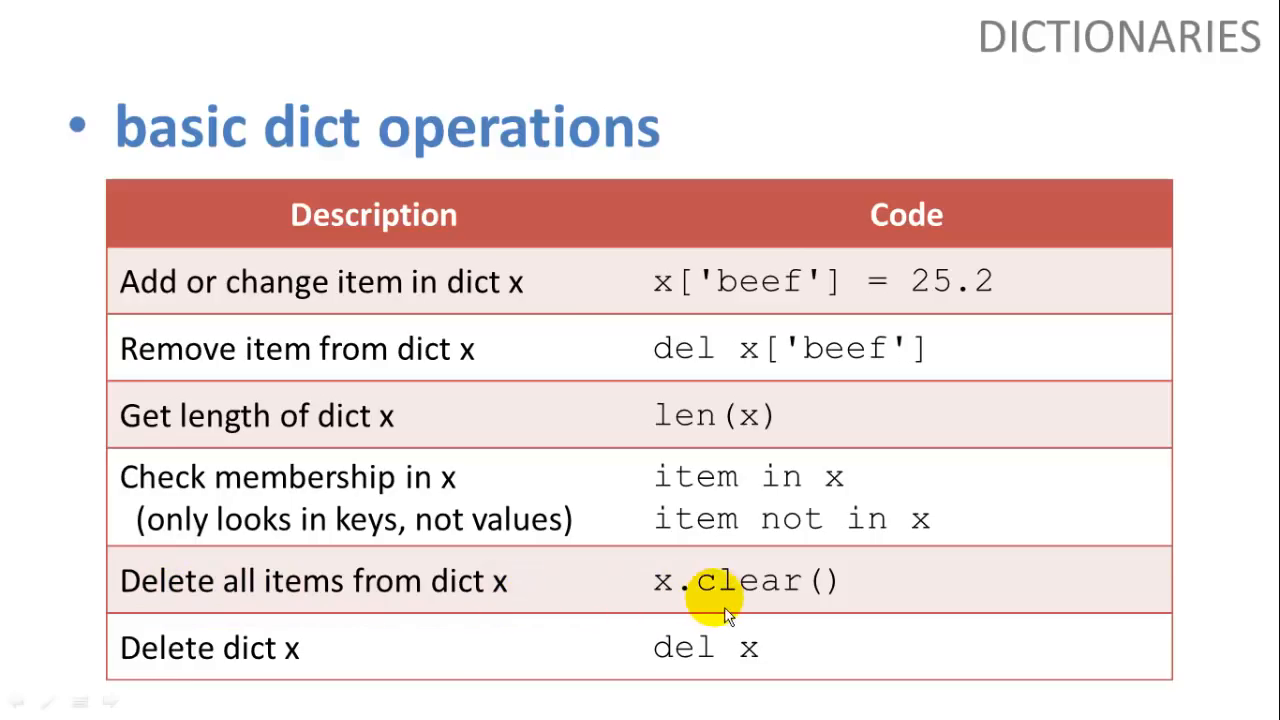 DICTIONARIES
• basic dict operations
Description Code
Add or change item in dict x x['beef'] = 25.2
Remove item from dict x del x['beef']
Get length of dict x len(x)
Check membership in x item in x
(only looks in keys, not values) item not in x
Delete all items from dict x x.clear()
Delete dict x del x